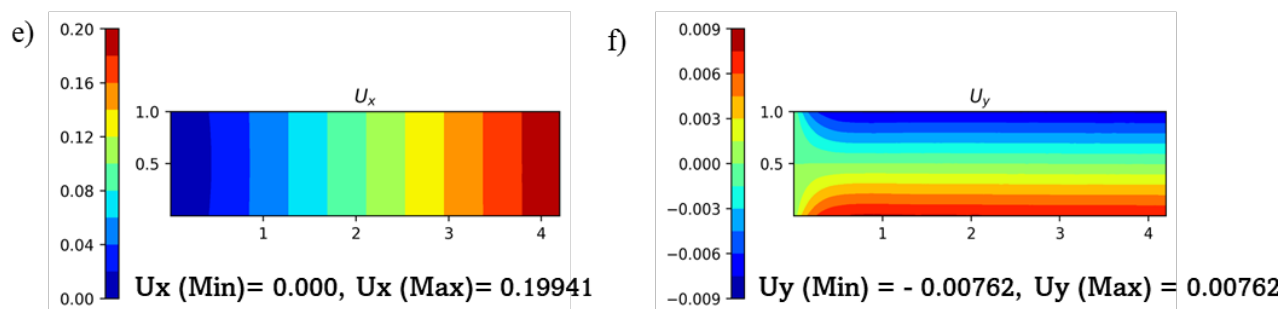 e)
0.20
0.16
0.12
0.08
0.04
0.00
U_x
1.0
0.5
1 2 3 4
Ux (Min)= 0.000, Ux (Max)= 0.19941
f)
0.009
0.006
0.003
0.000
−0.003
−0.006
−0.009
U_y
1.0
0.5
1 2 3 4
Uy (Min) = - 0.00762, Uy (Max) = 0.00762